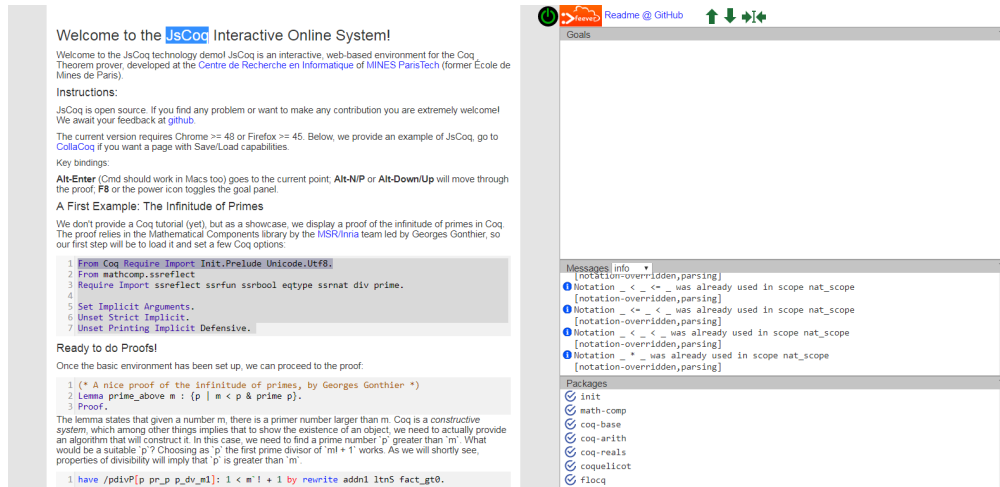 Welcome to the JsCoq Interactive Online System!
Welcome to the JsCoq technology demo! JsCoq is an interactive, web-based environment for the Coq
Theorem prover, developed at the Centre de Recherche en Informatique of MINES ParisTech (former École de
Mines de Paris).
Instructions:
JsCoq is open source. If you find any problem or want to make any contribution you are extremely welcome!
We await your feedback at github.
The current version requires Chrome >= 48 or Firefox >= 45. Below, we provide an example of JsCoq, go to
CollaCoq if you want a page with Save/Load capabilities.
Key bindings:
Alt-Enter (Cmd should work in Macs too) goes to the current point; Alt-N/P or Alt-Down/Up will move through
the proof; F8 or the power icon toggles the goal panel.
A First Example: The Infinitude of Primes
We don't provide a Coq tutorial (yet), but as a showcase, we display a proof of the infinitude of primes in Coq.
The proof relies in the Mathematical Components library by the MSR/Inria team led by Georges Gonthier, so
our first step will be to load it and set a few Coq options:
1 From Coq Require Import Init.Prelude Unicode.Utf8.
2 From mathcomp.ssreflect
3 Require Import ssreflect ssrfun ssrbool eqtype ssrnat div prime.
4
5 Set Implicit Arguments.
6 Unset Strict Implicit.
7 Unset Printing Implicit Defensive.
Ready to do Proofs!
Once the basic environment has been set up, we can proceed to the proof:
1 (* A nice proof of the infinitude of primes, by Georges Gonthier *)
2 Lemma prime_above m : {p | m < p & prime p}.
3 Proof.
The lemma states that given a number m, there is a primer number larger than m. Coq is a constructive
system, which among other things implies that to show the existence of an object, we need to actually provide
an algorithm that will construct it. In this case, we need to find a prime number `p` greater than `m`. What
would be a suitable `p`? Choosing as `p` the first prime divisor of `m! + 1` works. As we will shortly see,
properties of divisibility will imply that `p` is greater than `m`.
1 have /pdivP[p pr_p p_dv_m1]: 1 < m`! + 1 by rewrite addn1 ltnS fact_gt0.
feever
Readme @ GitHub
Goals
Messages info
[notation-overridden,parsing]
Notation _ < _ <= _ was already used in scope nat_scope
[notation-overridden,parsing]
Notation _ <= _ < _ was already used in scope nat_scope
[notation-overridden,parsing]
Notation _ < _ < _ was already used in scope nat_scope
[notation-overridden,parsing]
Notation _ * _ was already used in scope nat_scope
[notation-overridden,parsing]
Packages
init
math-comp
coq-base
coq-arith
coq-reals
coquelicot
flocq